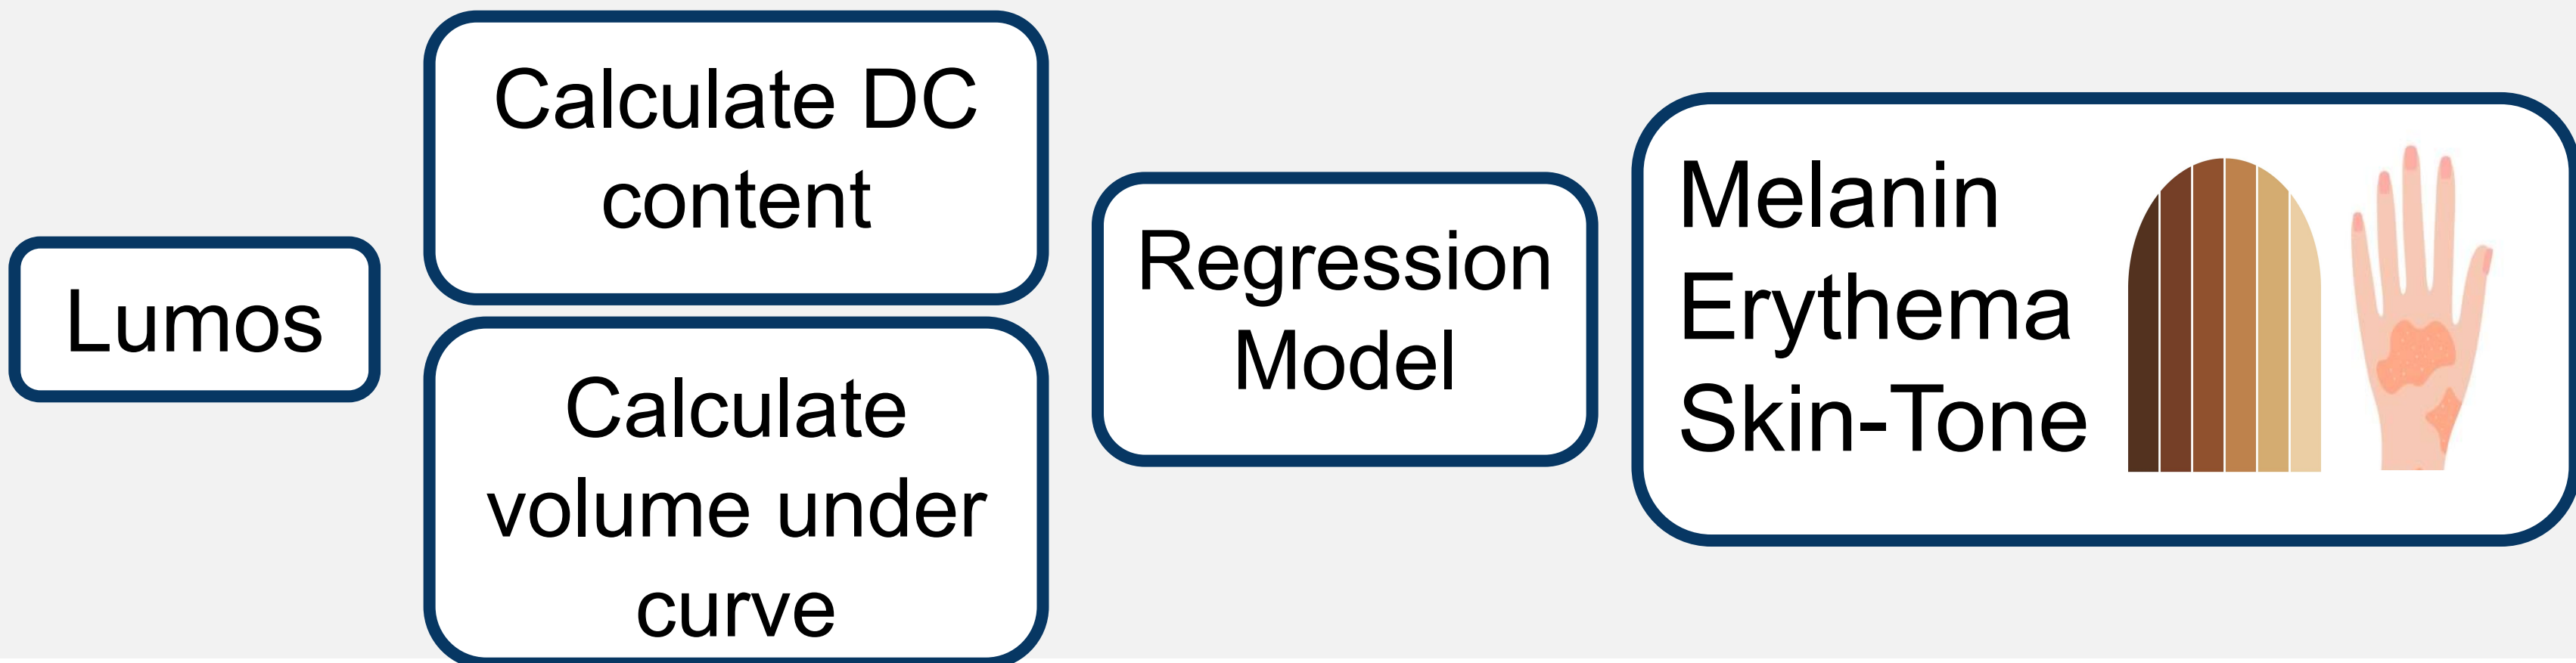 Lumos
Calculate DC
content
Calculate
volume under
curve
Regression
Model
Melanin
Erythema
Skin-Tone